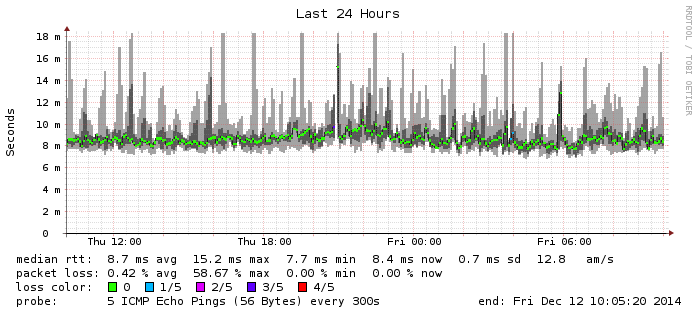 Last 24 Hours
RRDTOOL / TOBI OETIKER
Seconds
18 m
16 m
14 m
12 m
10 m
8 m
6 m
4 m
2 m
0
Thu 12:00 Thu 18:00 Fri 00:00 Fri 06:00
median rtt: 8.7 ms avg 15.2 ms max 7.7 ms min 8.4 ms now 0.7 ms sd 12.8 am/s
packet loss: 0.42 % avg 58.67 % max 0.00 % min 0.00 % now
loss color: 0 1/5 2/5 3/5 4/5
probe: 5 ICMP Echo Pings (56 Bytes) every 300s end: Fri Dec 12 10:05:20 2014